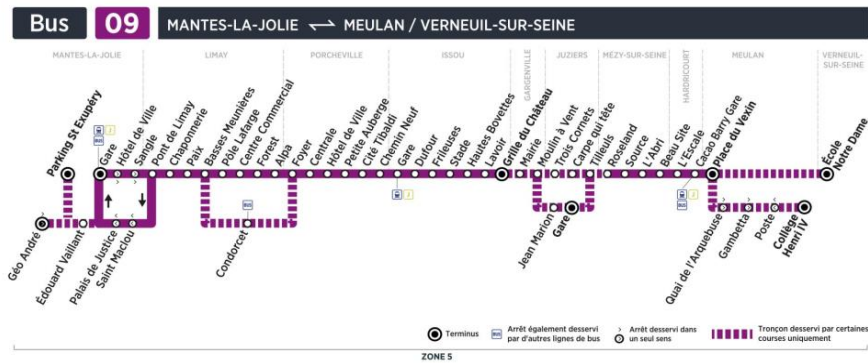 Bus 09 MANTES-LA-JOLIE ⟷ MEULAN / VERNEUIL-SUR-SEINE
MANTES-LA-JOLIE
LIMAY
PORCHEVILLE
ISSOU
GARGENVILLE
JUZIERS
MÉZY-SUR-SEINE
HARDRICOURT
MEULAN
VERNEUIL-
SUR-SEINE
Parking St Exupéry
Gare
Hôtel de Ville
Sangle
Pont de Limay
Chaponnerie
Paix
Basses Meunières
Pôle Lafarge
Centre Commercial
Forest
Alpa
Foyer
Centrale
Hôtel de Ville
Petite Auberge
Cité Tibaldi
Chemin Neuf
Gare
Dufour
Frileuses
Stade
Hautes Bovettes
Lavoir
Grille du Château
Mairie
Moulin à Vent
Trois Cornets
Carpe qui tête
Tilleuls
Roseland
Source
L'Abri
Beau Site
L'Escale
Cacao Barry Gare
Place du Vexin
École
Notre Dame
Géo André
Édouard Vaillant
Palais de Justice
Saint Maclou
Condorcet
Jean Marion
Gare
Quai de l'Arquebuse
Gambetta
Poste
Collège
Henri IV
BUS J
BUS
BUS J
BUS J
Terminus
BUS Arrêt également desservi
par d'autres lignes de bus
Arrêt desservi dans
un seul sens
Tronçon desservi par certaines
courses uniquement
ZONE 5